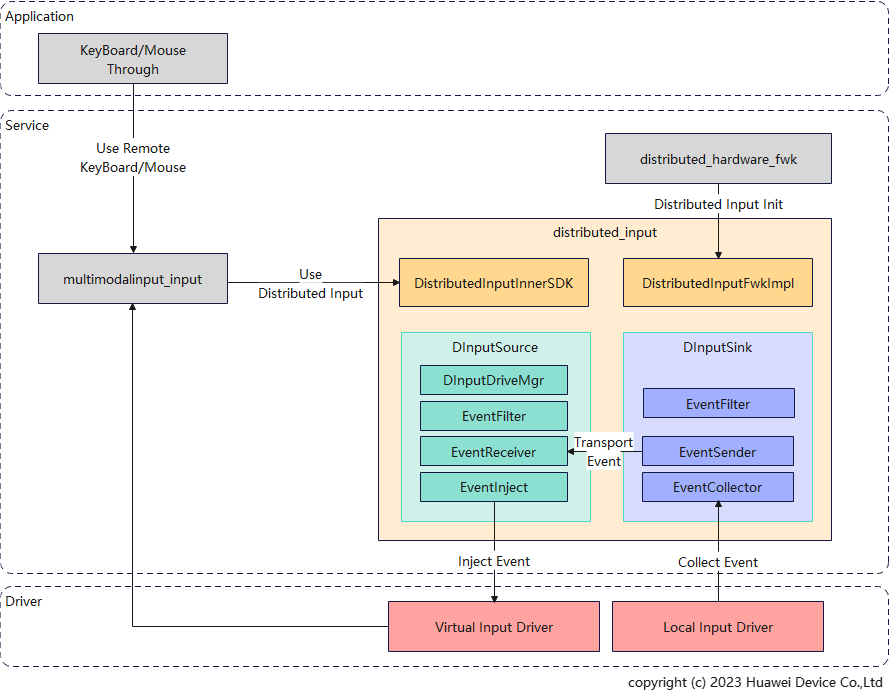 Application
KeyBoard/Mouse
Through
Service
Use Remote
KeyBoard/Mouse
distributed_hardware_fwk
Distributed Input Init
distributed_input
multimodalinput_input
Use
Distributed Input
DistributedInputInnerSDK
DistributedInputFwkImpl
DInputSource
DInputDriveMgr
EventFilter
EventReceiver
EventInject
Transport
Event
DInputSink
EventFilter
EventSender
EventCollector
Inject Event
Collect Event
Driver
Virtual Input Driver
Local Input Driver
copyright (c) 2023 Huawei Device Co.,Ltd